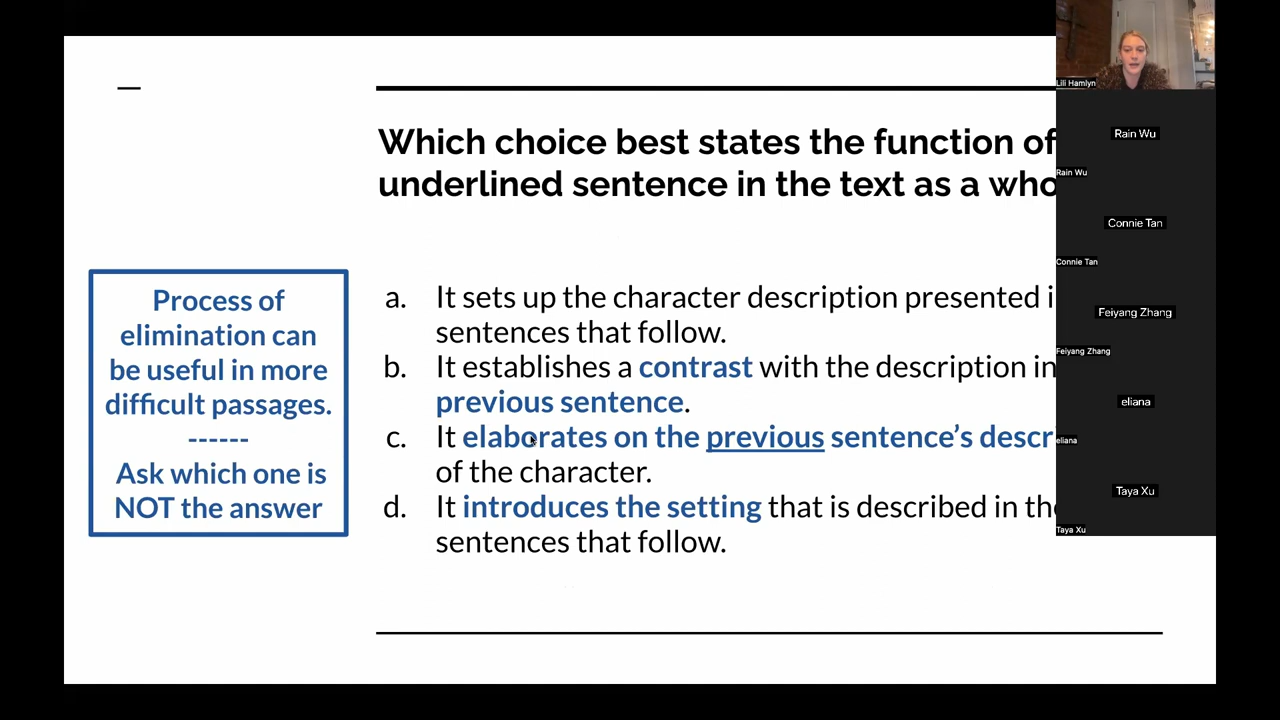 Which choice best states the function of
underlined sentence in the text as a who
Process of
elimination can
be useful in more
difficult passages.
------
Ask which one is
NOT the answer
a. It sets up the character description presented i
sentences that follow.
b. It establishes a contrast with the description in
previous sentence.
c. It elaborates on the previous sentence's descr
of the character.
d. It introduces the setting that is described in the
sentences that follow.
Lili Hamlyn
Rain Wu
Rain Wu
Connie Tan
Connie Tan
Feiyang Zhang
Feiyang Zhang
eliana
eliana
Taya Xu
Taya Xu